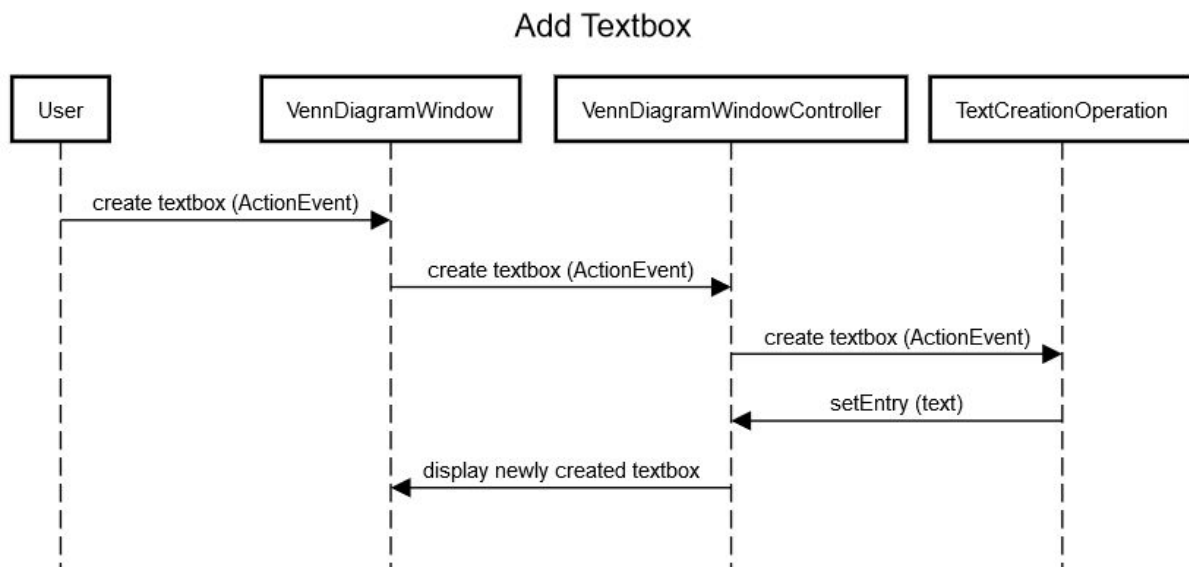 Add Textbox
User
VennDiagramWindow
VennDiagramWindowController
TextCreationOperation
create textbox (ActionEvent)
create textbox (ActionEvent)
create textbox (ActionEvent)
setEntry (text)
display newly created textbox